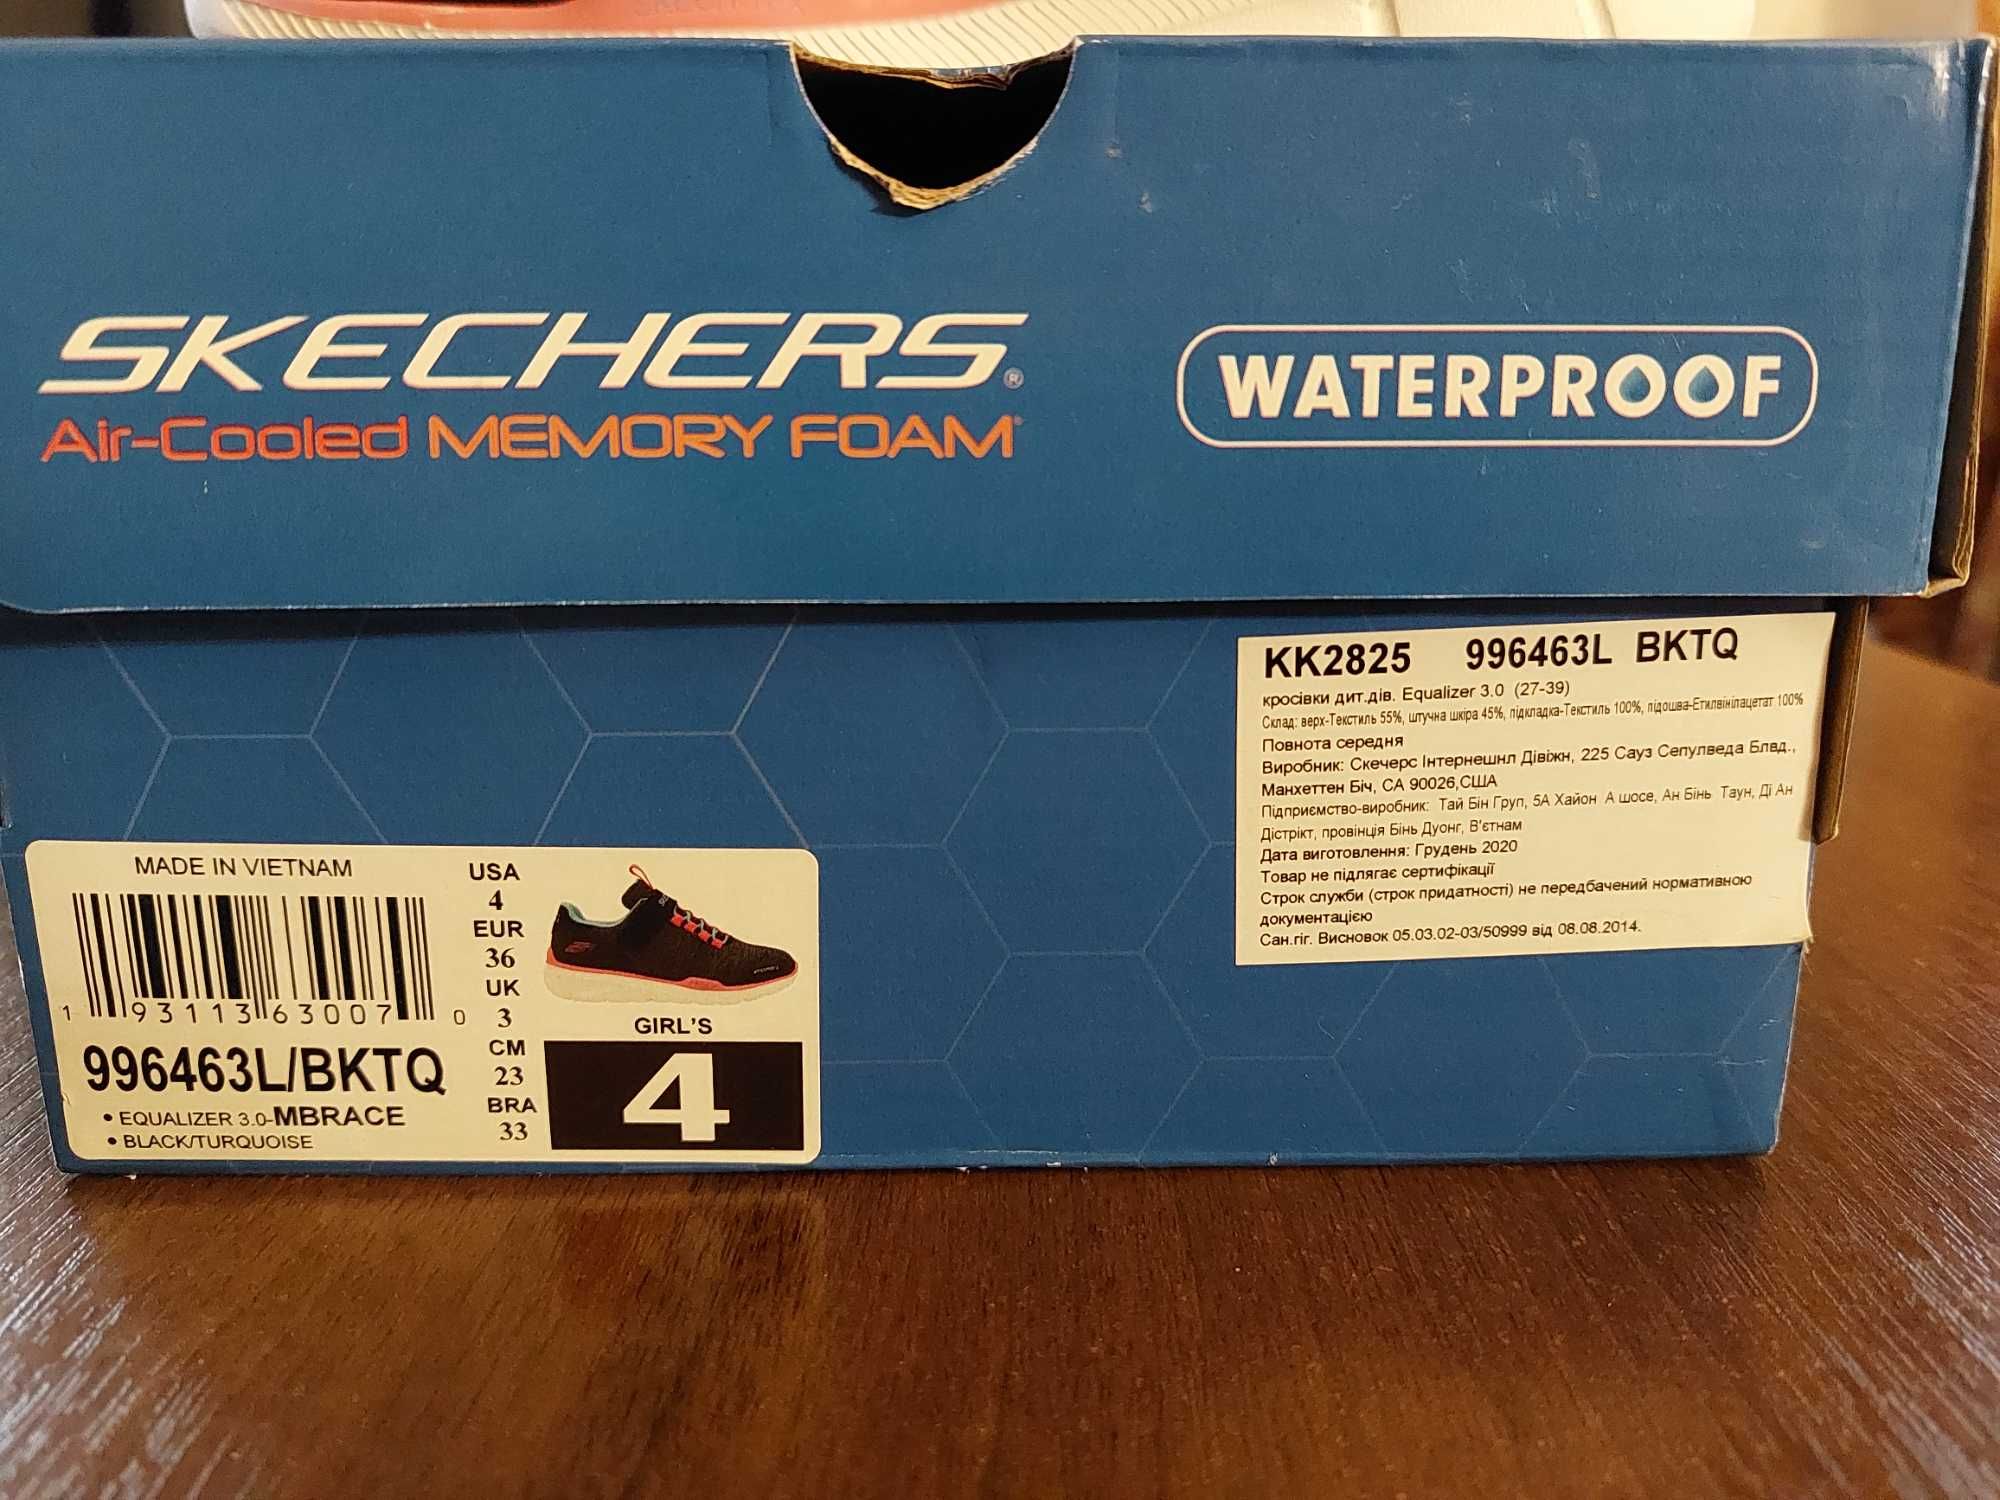 SKECHERS®
Air-Cooled MEMORY FOAM
WATERPROOF
KK2825 996463L BKTQ
кросівки дит.дів. Equalizer 3.0 (27-39)
Склад: верх-Текстиль 55%, штучна шкіра 45%, підкладка-Текстиль 100%, підошва-Етилвінілацетат 100%
Повнота середня
Виробник: Скечерс Інтернешнл Дівіжн, 225 Сауз Сепулведа Блвд.,
Манхеттен Біч, СА 90026,США
Підприємство-виробник: Тай Бін Груп, 5А Хайон А шосе, Ан Бінь Таун, Ді Ан
Дістрікт, провінція Бінь Дуонг, В'єтнам
Дата виготовлення: Грудень 2020
Товар не підлягає сертифікації
Строк служби (строк придатності) не передбачений нормативною
документацією
Сан.гіг. Висновок 05.03.02-03/50999 від 08.08.2014.
MADE IN VIETNAM
1 93113 63007 0
996463L/BKTQ
• EQUALIZER 3.0-MBRACE
• BLACK/TURQUOISE
USA
4
EUR
36
UK
3
CM
23
BRA
33
GIRL'S
4